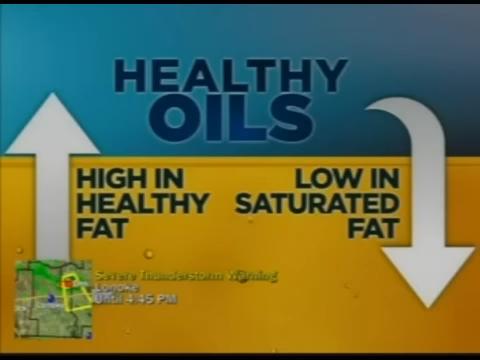 HEALTHY
OILS
HIGH IN
HEALTHY
FAT
LOW IN
SATURATED
FAT
Severe Thunderstorm Warning
Lonoke
Until 4:45 PM